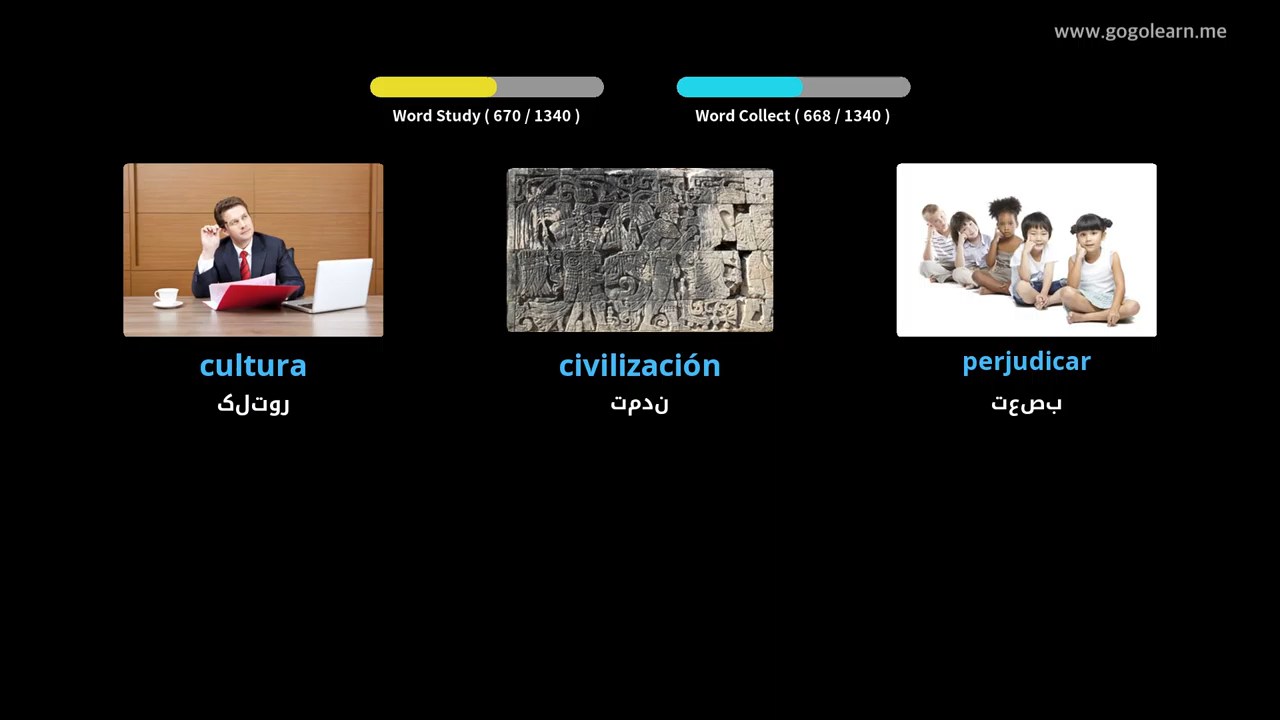 www.gogolearn.me
Word Study ( 670 / 1340 )
Word Collect ( 668 / 1340 )
cultura
روتلک
civilización
ندمت
perjudicar
بصعت